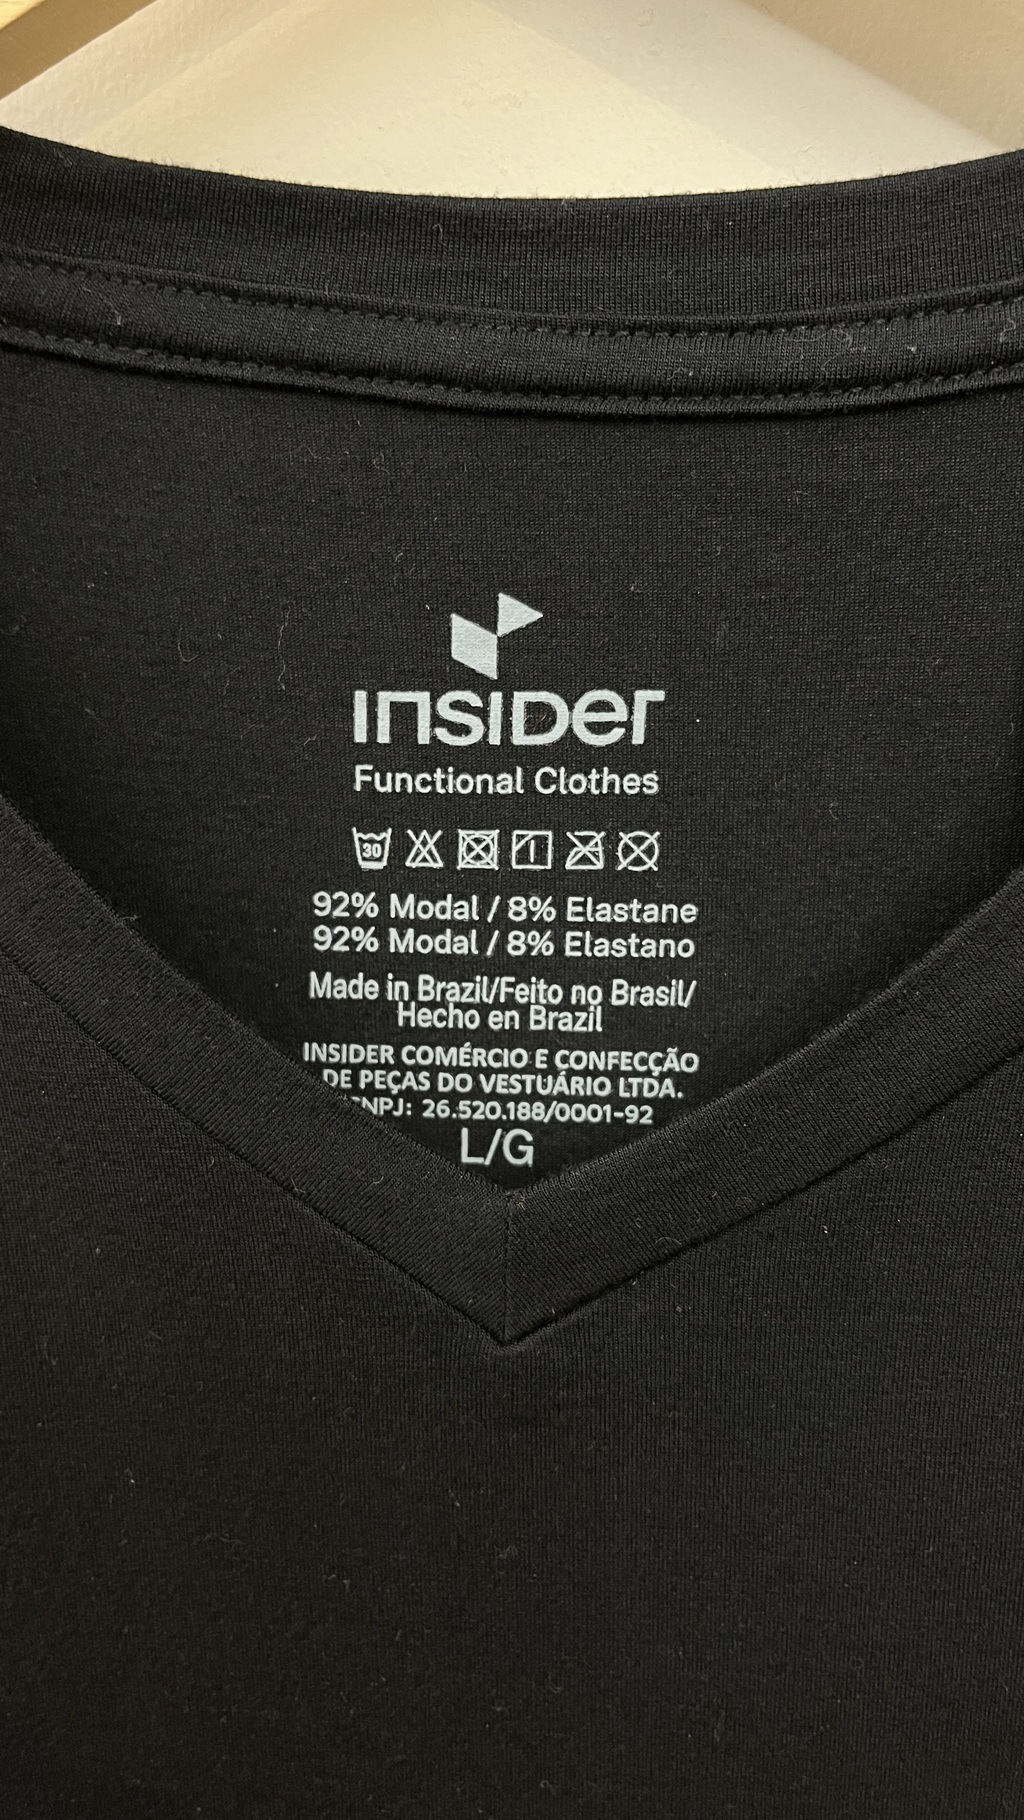 INSIDER
Functional Clothes
30
92% Modal / 8% Elastane
92% Modal / 8% Elastano
Made in Brazil/Feito no Brasil/
Hecho en Brazil
INSIDER COMÉRCIO E CONFECÇÃO
DE PEÇAS DO VESTUÁRIO LTDA.
CNPJ: 26.520.188/0001-92
L/G